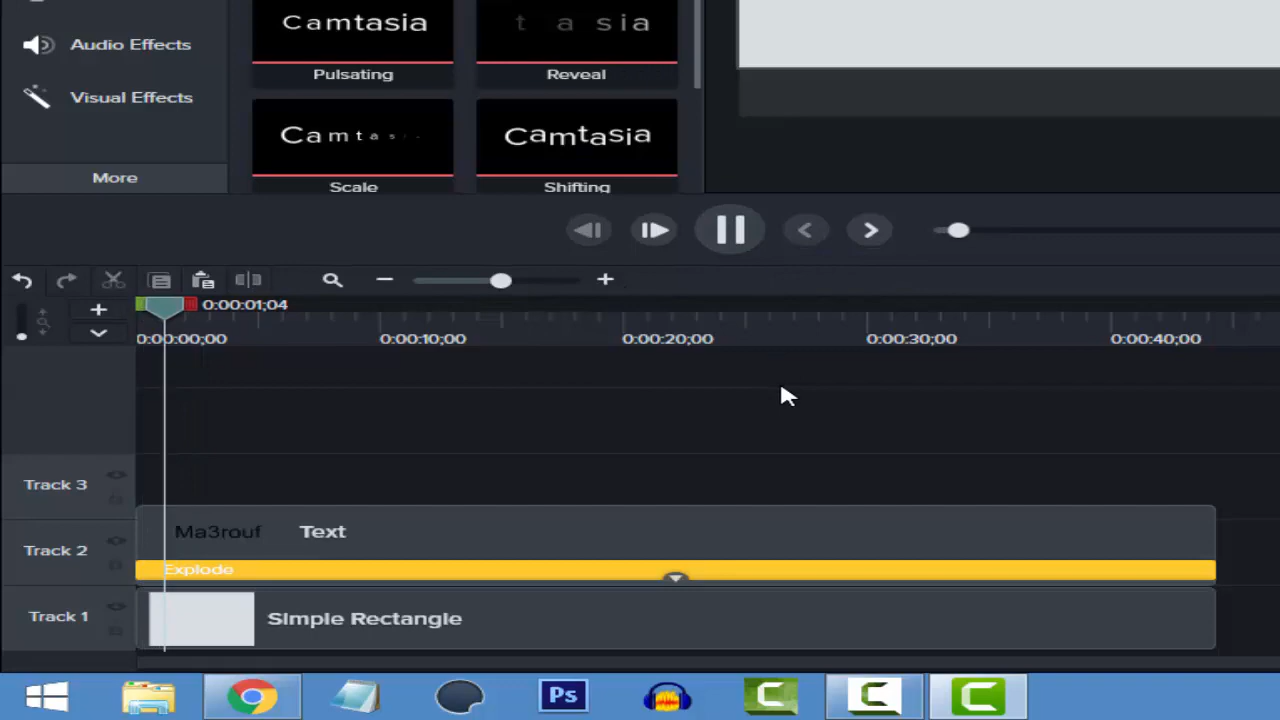 Camtasia
t a sia
Audio Effects
Pulsating
Reveal
Visual Effects
Camtas
Camtasia
More
Scale
Shifting
0:00:01;04
0:00:00;00
0:00:10;00
0:00:20;00
0:00:30;00
0:00:40;00
Track 3
Ma3rouf
Text
Track 2
Explode
Track 1
Simple Rectangle
Ps